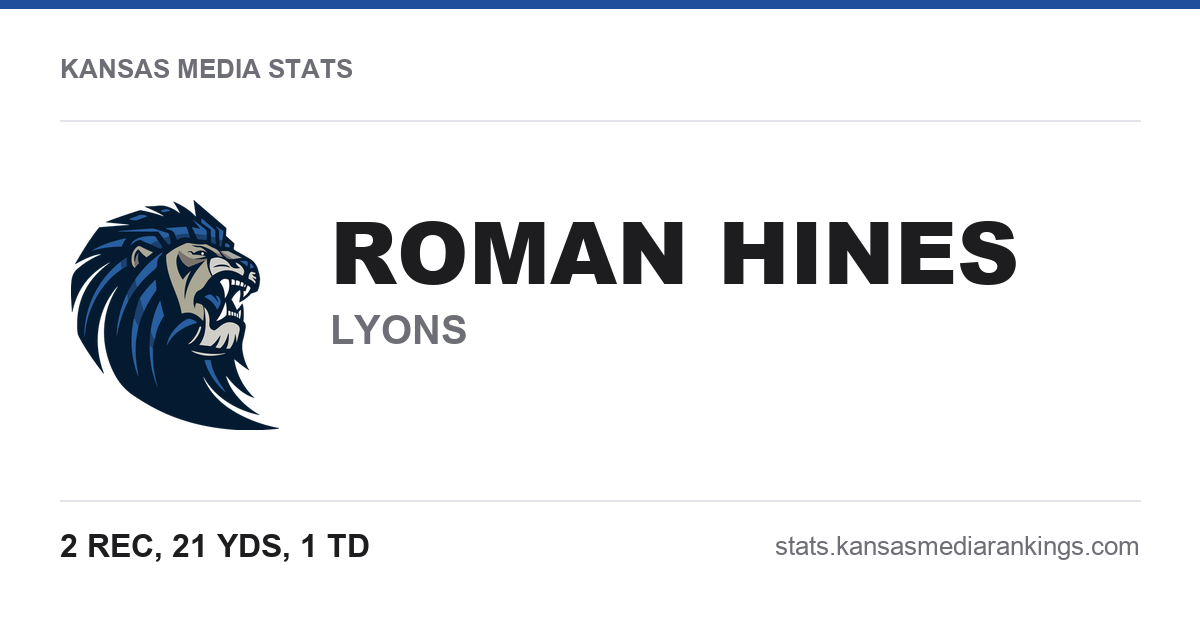 KANSAS MEDIA STATS
ROMAN HINES
LYONS
2 REC, 21 YDS, 1 TD
stats.kansasmediarankings.com